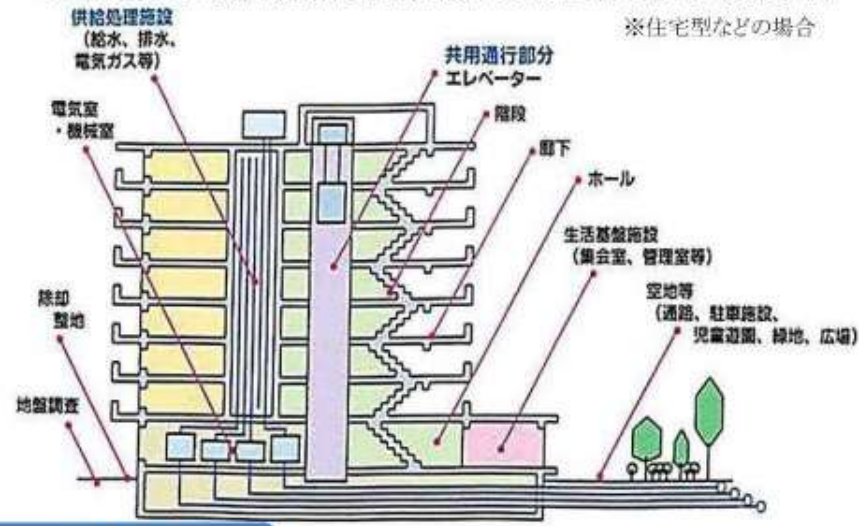 供給処理施設
（給水、排水、
電気ガス等）
※住宅型などの場合
共用通行部分
エレベーター
電気室
・機械室
階段
廊下
ホール
生活基盤施設
（集会室、管理室等）
空地等
（通路、駐車施設、
児童遊園、緑地、広場）
除却
整地
地盤調査